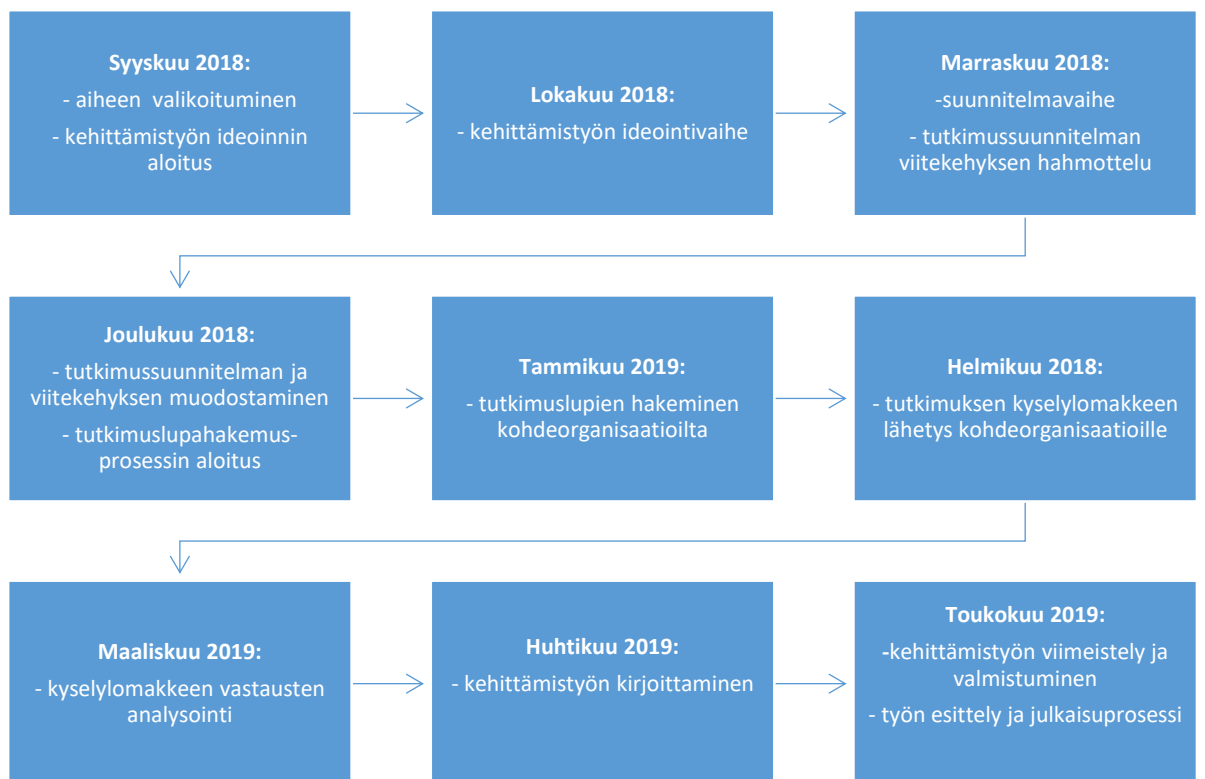 Syyskuu 2018:
- aiheen valikoituminen
- kehittämistyön ideoinnin
aloitus
Lokakuu 2018:
- kehittämistyön ideointivaihe
Marraskuu 2018:
-suunnitelmavaihe
- tutkimussuunnitelman
viitekehyksen hahmottelu
Joulukuu 2018:
- tutkimussuunnitelman ja
viitekehyksen muodostaminen
- tutkimuslupahakemus-
prosessin aloitus
Tammikuu 2019:
- tutkimuslupien hakeminen
kohdeorganisaatioilta
Helmikuu 2018:
- tutkimuksen kyselylomakkeen
lähetys kohdeorganisaatioille
Maaliskuu 2019:
- kyselylomakkeen vastausten
analysointi
Huhtikuu 2019:
- kehittämistyön kirjoittaminen
Toukokuu 2019:
-kehittämistyön viimeistely ja
valmistuminen
- työn esittely ja julkaisuprosessi